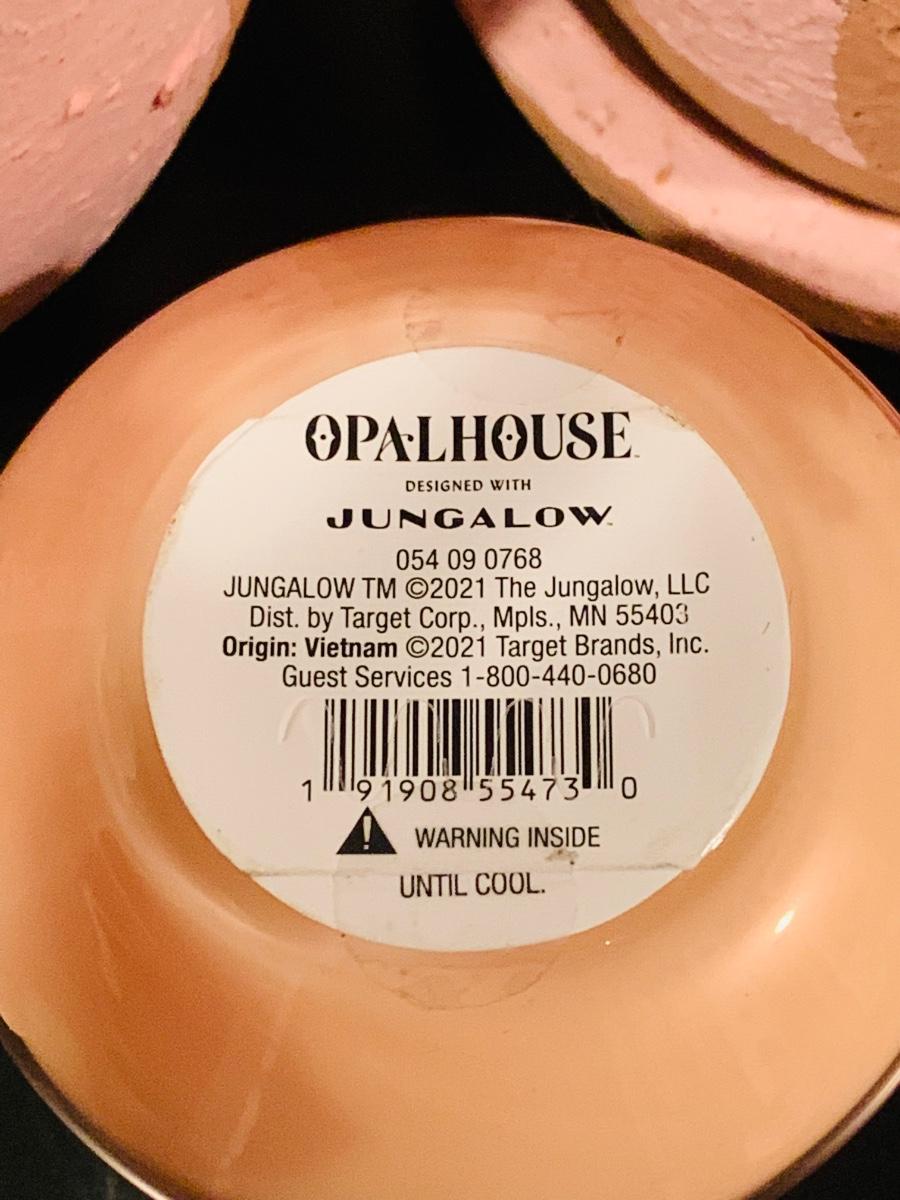 OPALHOUSE™
DESIGNED WITH
JUNGALOW™
054 09 0768
JUNGALOW TM ©2021 The Jungalow, LLC
Dist. by Target Corp., Mpls., MN 55403
Origin: Vietnam ©2021 Target Brands, Inc.
Guest Services 1-800-440-0680
1 91908 55473 0
WARNING INSIDE
UNTIL COOL.